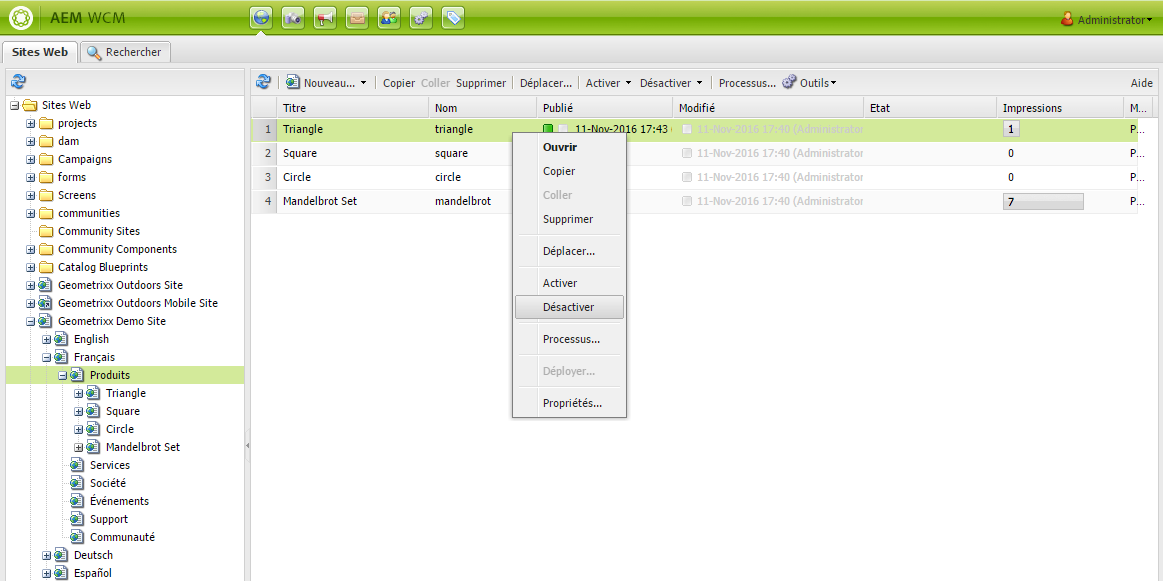 AEM WCM
Administrator
Sites Web
Rechercher
Nouveau...
Copier
Coller
Supprimer
Déplacer...
Activer
Désactiver
Processus...
Outils
Aide
Sites Web
projects
dam
Campaigns
forms
Screens
communities
Community Sites
Community Components
Catalog Blueprints
Geometrixx Outdoors Site
Geometrixx Outdoors Mobile Site
Geometrixx Demo Site
English
Français
Produits
Triangle
Square
Circle
Mandelbrot Set
Services
Société
Événements
Support
Communauté
Deutsch
Español
Titre Nom Publié Modifié Etat Impressions M...
1 Triangle triangle 11-Nov-2016 17:43 11-Nov-2016 17:40 (Administrator 1 P...
2 Square square 11-Nov-2016 17:40 (Administrator 0 P...
3 Circle circle 11-Nov-2016 17:40 (Administrator 0 P...
4 Mandelbrot Set mandelbrot 11-Nov-2016 17:40 (Administrator 7 P...
Ouvrir
Copier
Coller
Supprimer
Déplacer...
Activer
Désactiver
Processus...
Déployer...
Propriétés...